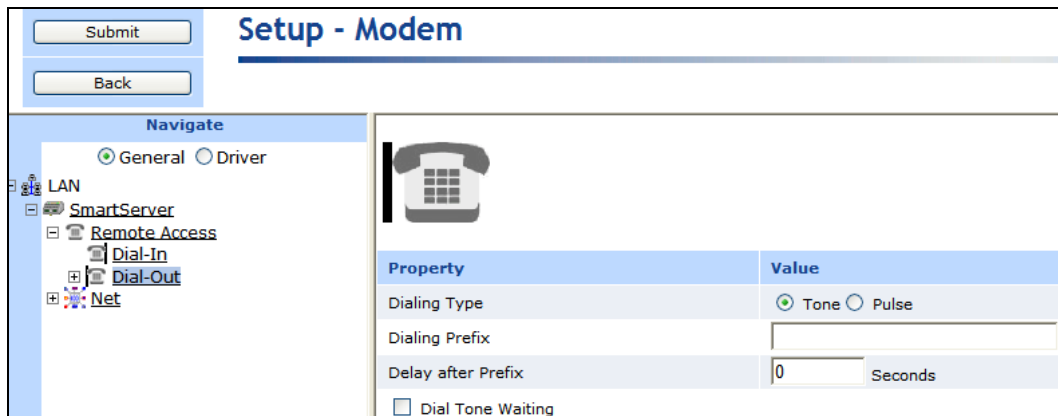 Submit
Setup - Modem
Back
Navigate
General Driver
LAN
SmartServer
Remote Access
Dial-In
Dial-Out
Net
Property Value
Dialing Type Tone Pulse
Dialing Prefix
Delay after Prefix 0 Seconds
Dial Tone Waiting